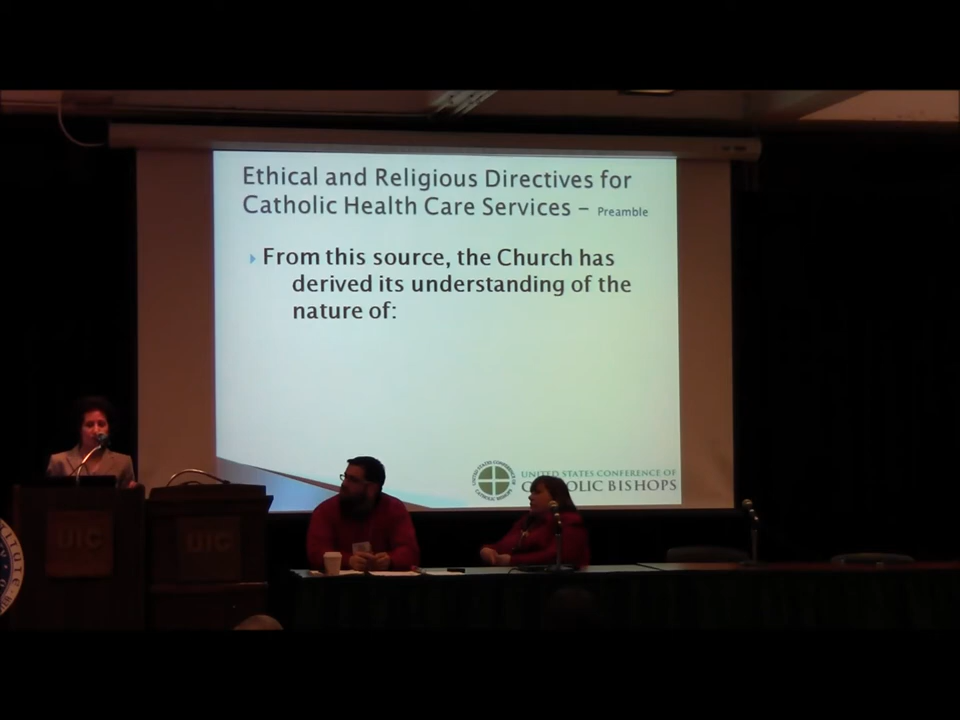 Ethical and Religious Directives for
Catholic Health Care Services – Preamble
From this source, the Church has
derived its understanding of the
nature of:
UNITED STATES CONFERENCE OF
CATHOLIC BISHOPS
UIC
UIC